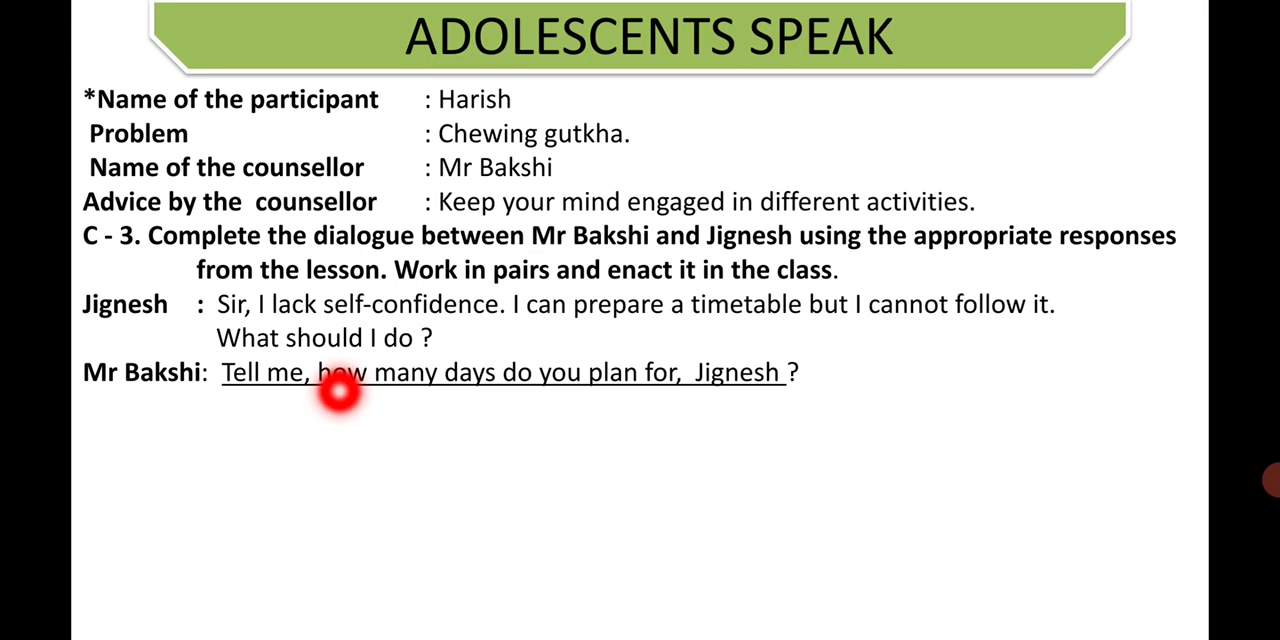 ADOLESCENTS SPEAK
*Name of the participant : Harish
Problem : Chewing gutkha.
Name of the counsellor : Mr Bakshi
Advice by the counsellor : Keep your mind engaged in different activities.
C - 3. Complete the dialogue between Mr Bakshi and Jignesh using the appropriate responses
from the lesson. Work in pairs and enact it in the class.
Jignesh : Sir, I lack self-confidence. I can prepare a timetable but I cannot follow it.
What should I do ?
Mr Bakshi: Tell me, how many days do you plan for, Jignesh ?